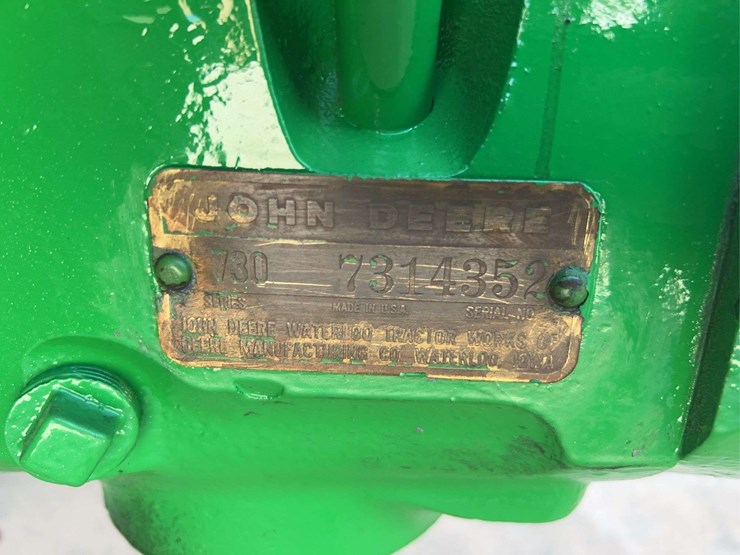 JOHN DEERE
730 7314352
SERIES MADE IN U.S.A. SERIAL NO.
JOHN DEERE WATERLOO TRACTOR WORKS OF
DEERE MANUFACTURING CO. WATERLOO, IOWA